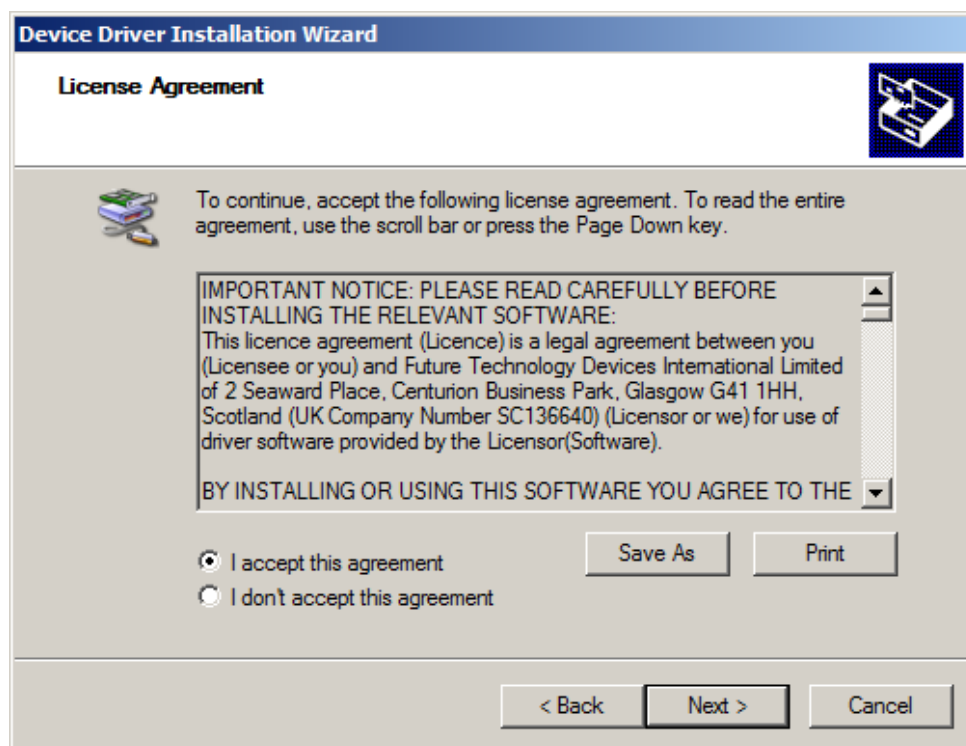 Device Driver Installation Wizard
License Agreement
To continue, accept the following license agreement. To read the entire
agreement, use the scroll bar or press the Page Down key.
IMPORTANT NOTICE: PLEASE READ CAREFULLY BEFORE
INSTALLING THE RELEVANT SOFTWARE:
This licence agreement (Licence) is a legal agreement between you
(Licensee or you) and Future Technology Devices International Limited
of 2 Seaward Place, Centurion Business Park, Glasgow G41 1HH,
Scotland (UK Company Number SC136640) (Licensor or we) for use of
driver software provided by the Licensor(Software).
BY INSTALLING OR USING THIS SOFTWARE YOU AGREE TO THE
I accept this agreement
Save As
Print
I don't accept this agreement
< Back
Next >
Cancel